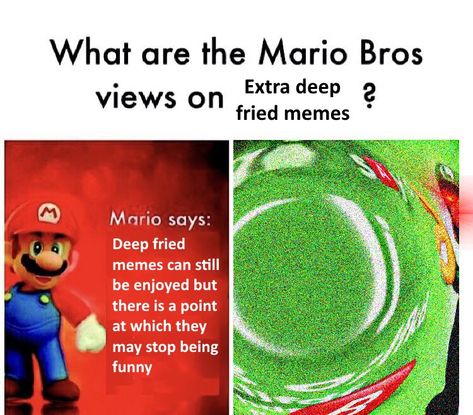 What are the Mario Bros
views on Extra deep
fried memes ?
Mario says:
Deep fried
memes can still
be enjoyed but
there is a point
at which they
may stop being
funny
M